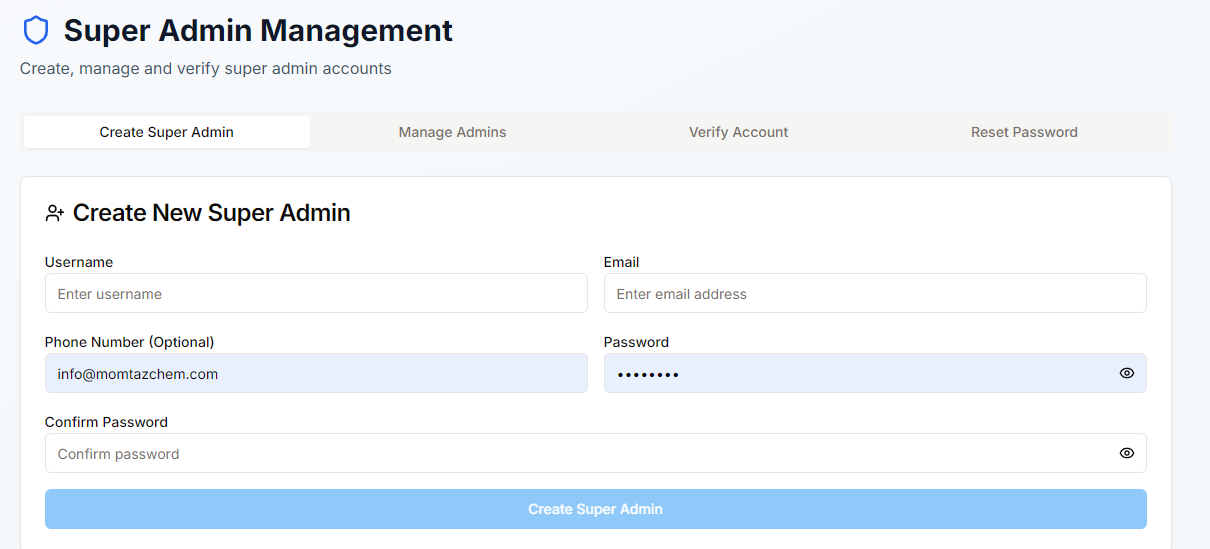 Super Admin Management
Create, manage and verify super admin accounts
Create Super Admin
Manage Admins
Verify Account
Reset Password
Create New Super Admin
Username
Email
Enter username
Enter email address
Phone Number (Optional)
Password
info@momtazchem.com
••••••••
Confirm Password
Confirm password
Create Super Admin